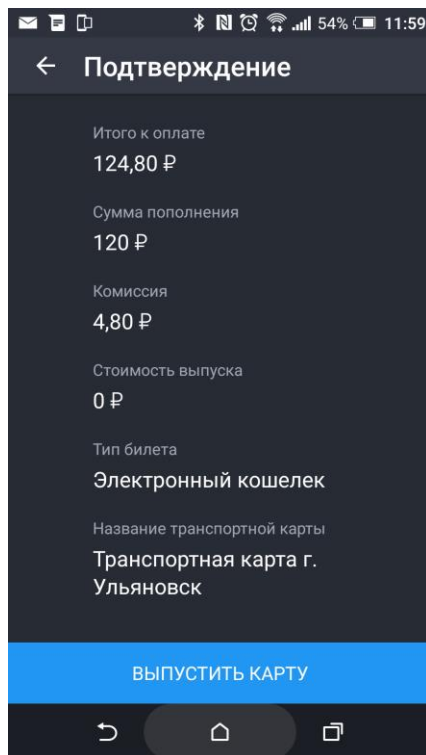 54% 11:59
Подтверждение
Итого к оплате
124,80 ₽
Сумма пополнения
120 ₽
Комиссия
4,80 ₽
Стоимость выпуска
0 ₽
Тип билета
Электронный кошелек
Название транспортной карты
Транспортная карта г.
Ульяновск
ВЫПУСТИТЬ КАРТУ